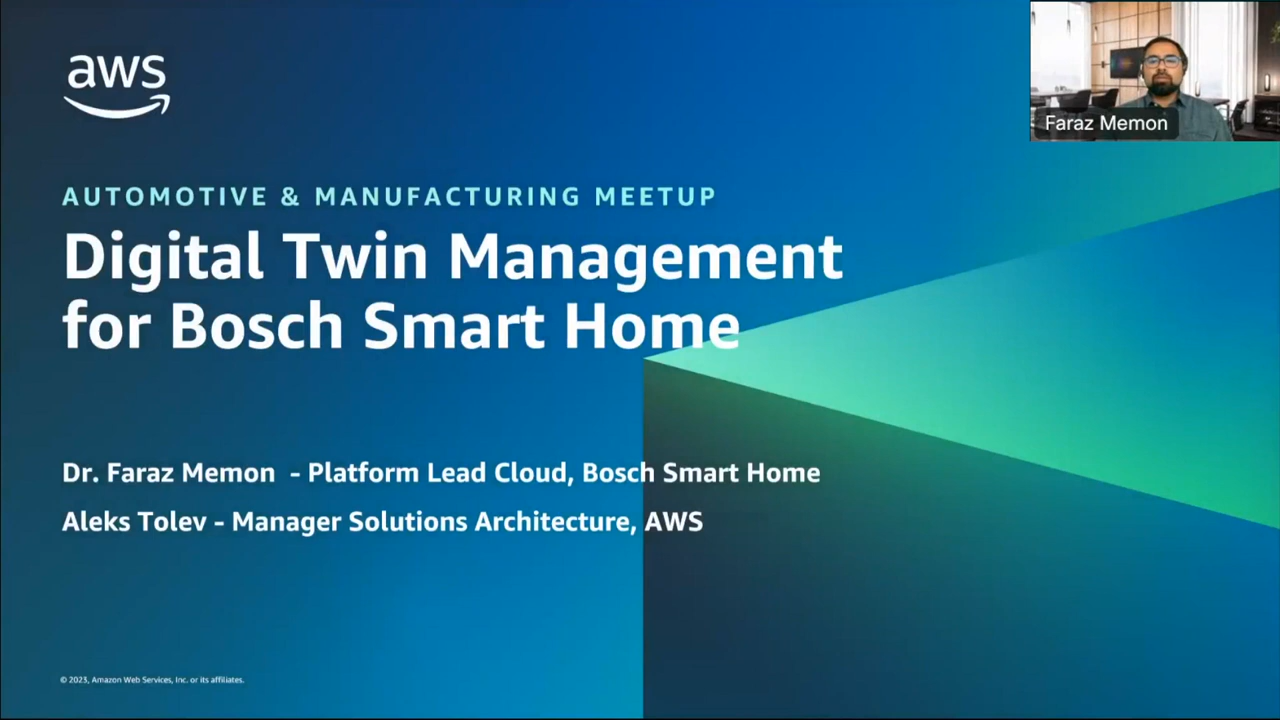 aws
Faraz Memon
AUTOMOTIVE & MANUFACTURING MEETUP
Digital Twin Management
for Bosch Smart Home
Dr. Faraz Memon - Platform Lead Cloud, Bosch Smart Home
Aleks Tolev - Manager Solutions Architecture, AWS
© 2023, Amazon Web Services, Inc. or its affiliates.